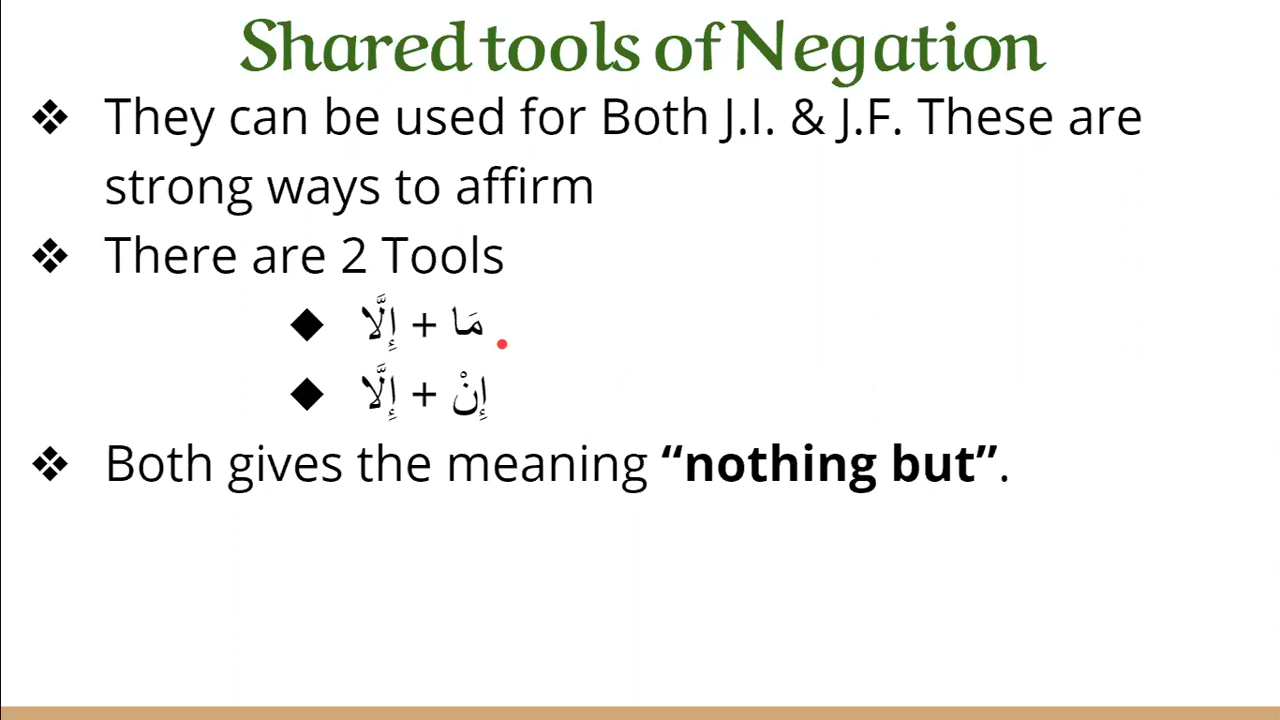 Shared tools of Negation
❖ They can be used for Both J.I. & J.F. These are
strong ways to affirm
❖ There are 2 Tools
◆ مَا + إِلَّا
◆ إِنْ + إِلَّا
❖ Both gives the meaning “nothing but”.